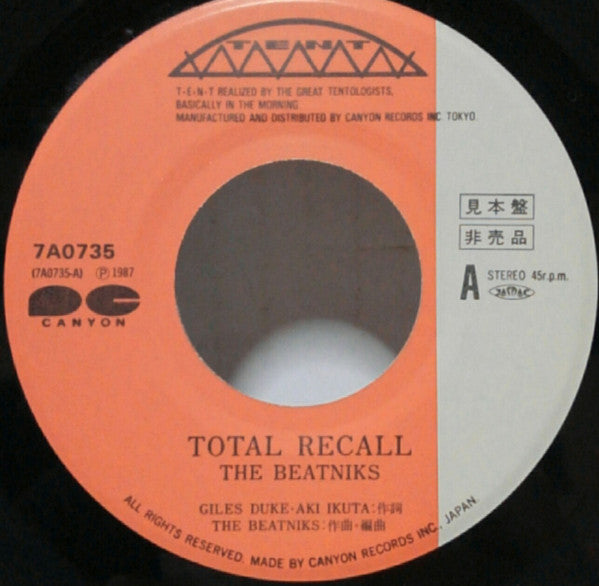 T·E·N·T
T·E·N·T REALIZED BY THE GREAT TENTOLOGISTS,
BASICALLY IN THE MORNING
MANUFACTURED AND DISTRIBUTED BY CANYON RECORDS INC. TOKYO.
見本盤
非売品
7A0735
(7A0735-A) Ⓟ 1987
CANYON
A STEREO 45r.p.m.
TOTAL RECALL
THE BEATNIKS
GILES DUKE·AKI IKUTA:作詞
THE BEATNIKS:作曲・編曲
ALL RIGHTS RESERVED. MADE BY CANYON RECORDS INC., JAPAN.